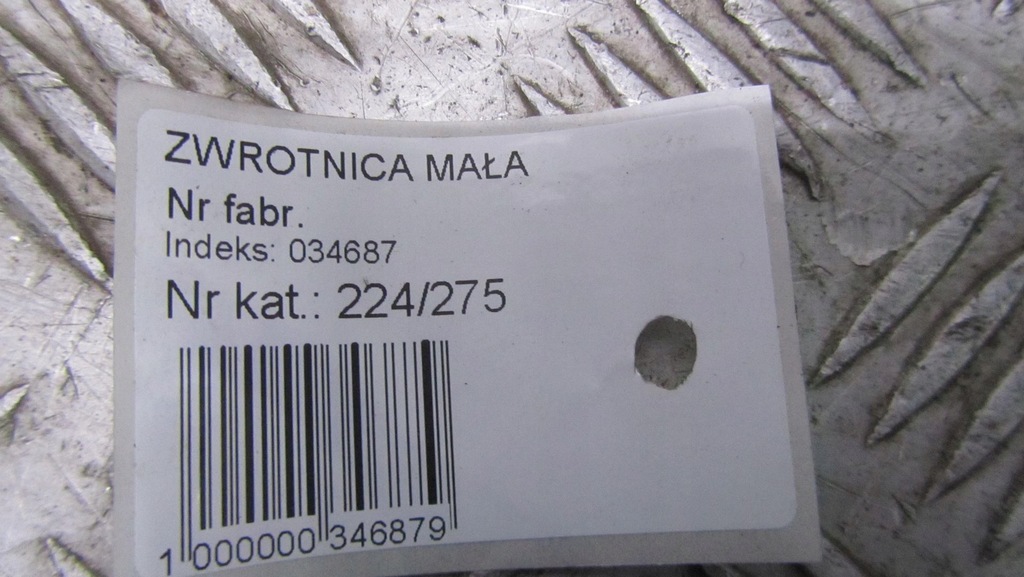 ZWROTNICA MAŁA
Nr fabr.
Indeks: 034687
Nr kat.: 224/275
1 000000 346879